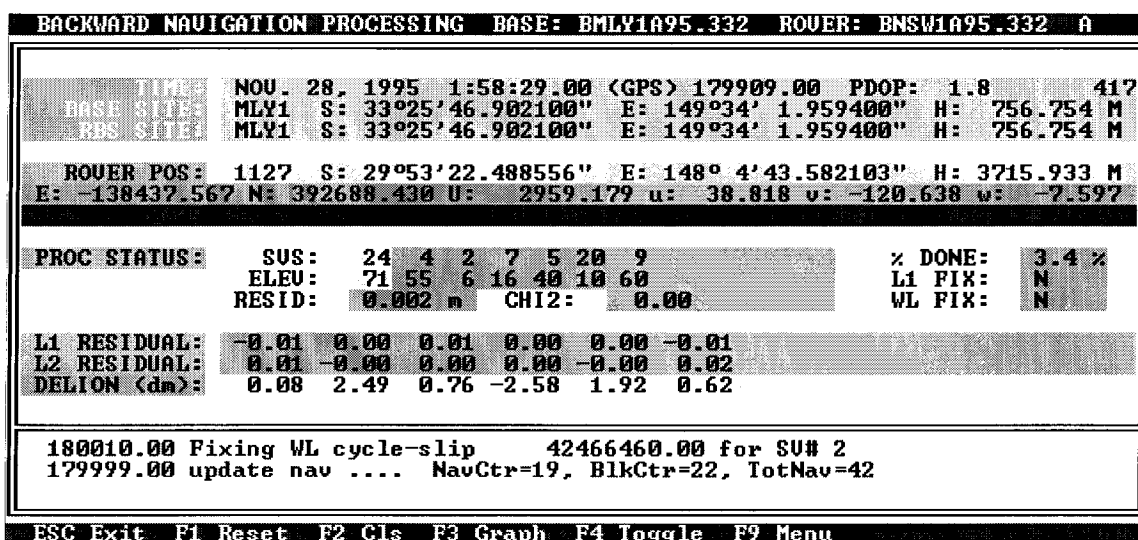 BACKWARD NAVIGATION PROCESSING BASE: BMLY1A95.332 ROVER: BNSW1A95.332 A
TIME: NOV. 28, 1995 1:58:29.00 (GPS) 179909.00 PDOP: 1.8 417
BASE SITE: MLY1 S: 33°25'46.902100" E: 149°34' 1.959400" H: 756.754 M
RBS SITE: MLY1 S: 33°25'46.902100" E: 149°34' 1.959400" H: 756.754 M
ROVER POS: 1127 S: 29°53'22.488556" E: 148° 4'43.582103" H: 3715.933 M
E: -138437.567 N: 392688.430 U: 2959.179 u: 38.818 v: -120.638 w: -7.597
PROC STATUS: SVS: 24 4 2 7 5 20 9 % DONE: 3.4 %
ELEV: 71 55 6 16 40 10 60 L1 FIX: N
RESID: 0.002 m CHI2: 0.00 WL FIX: N
L1 RESIDUAL: -0.01 0.00 0.01 0.00 0.00 -0.01
L2 RESIDUAL: 0.01 -0.00 0.00 0.00 -0.00 0.02
DELION (dm): 0.08 2.49 0.76 -2.58 1.92 0.62
180010.00 Fixing WL cycle-slip 42466460.00 for SV# 2
179999.00 update nav .... NavCtr=19, BlkCtr=22, TotNav=42
ESC Exit F1 Reset F2 Cls F3 Graph F4 Toggle F9 Menu